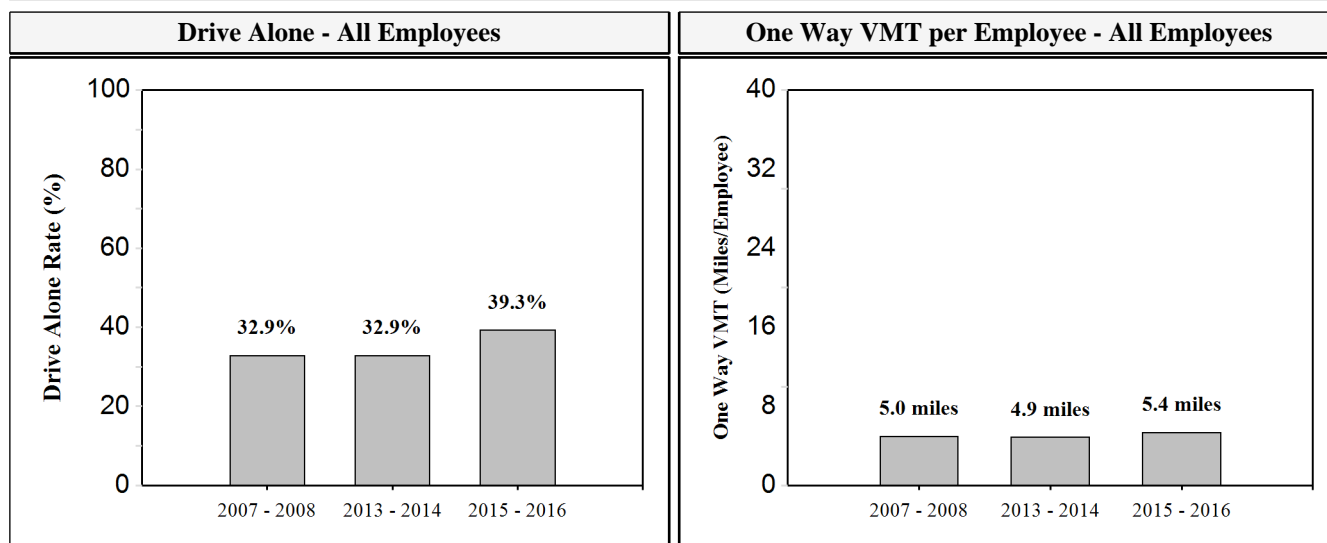 Drive Alone - All Employees
One Way VMT per Employee - All Employees
Drive Alone Rate (%)
100
80
60
40
20
0
32.9%
32.9%
39.3%
2007 - 2008
2013 - 2014
2015 - 2016
One Way VMT (Miles/Employee)
40
32
24
16
8
0
5.0 miles
4.9 miles
5.4 miles
2007 - 2008
2013 - 2014
2015 - 2016